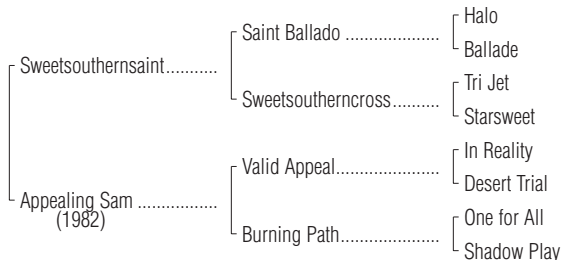 Halo
Saint Ballado ...................
Ballade
Sweetsouthernsaint...........
Tri Jet
Sweetsoutherncross..........
Starsweet
In Reality
Valid Appeal.....................
Desert Trial
Appealing Sam .................
(1982)
One for All
Burning Path....................
Shadow Play